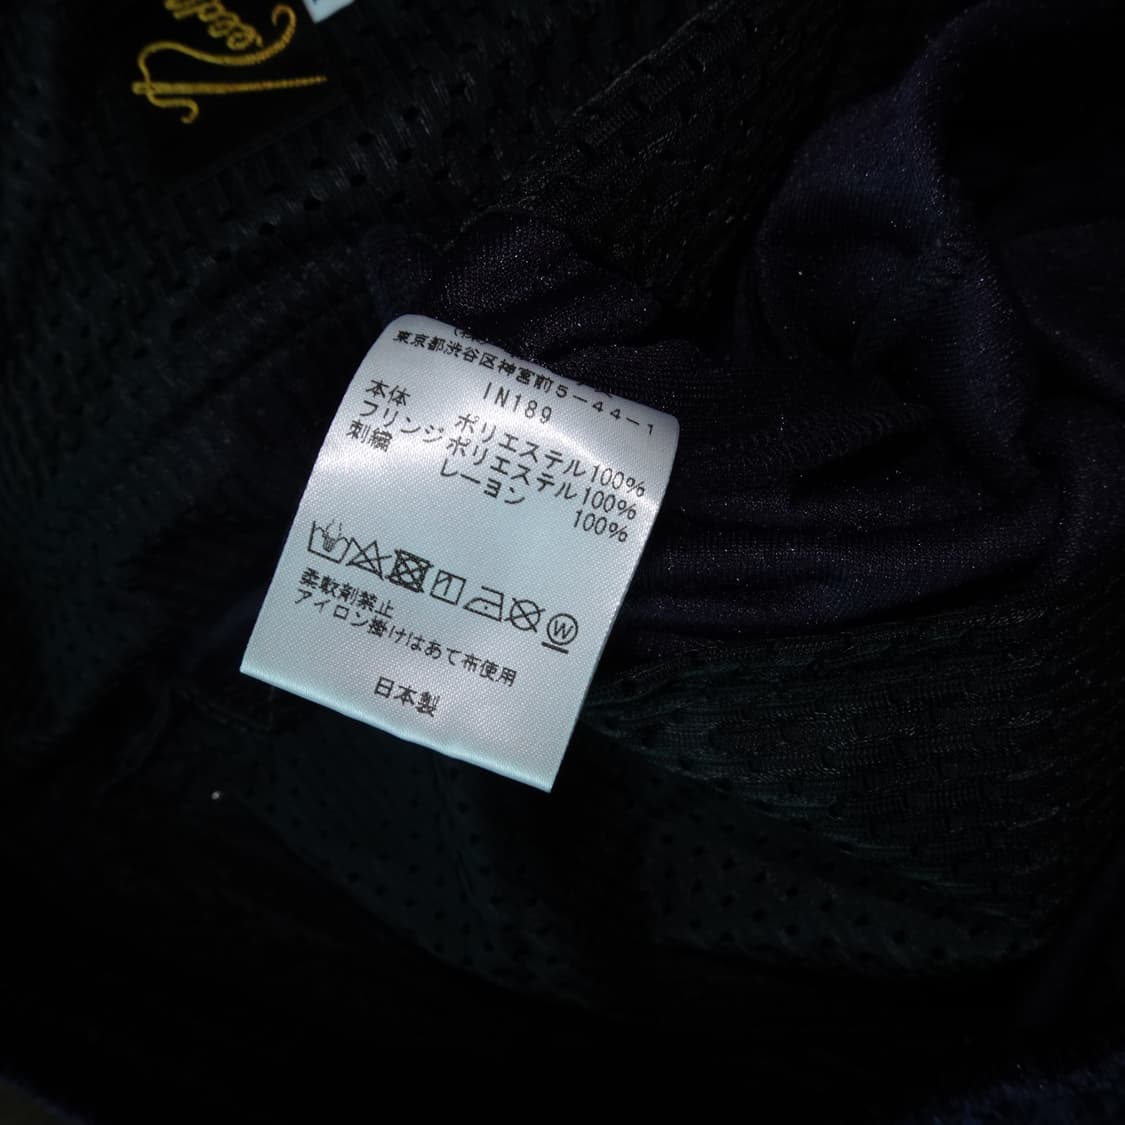 Needles
東京都渋谷区神宮前5-44-1
IN189
本体 ポリエステル100%
フリンジ ポリエステル100%
刺繍 レーヨン 100%
W
柔軟剤禁止
アイロン掛けはあて布使用
日本製